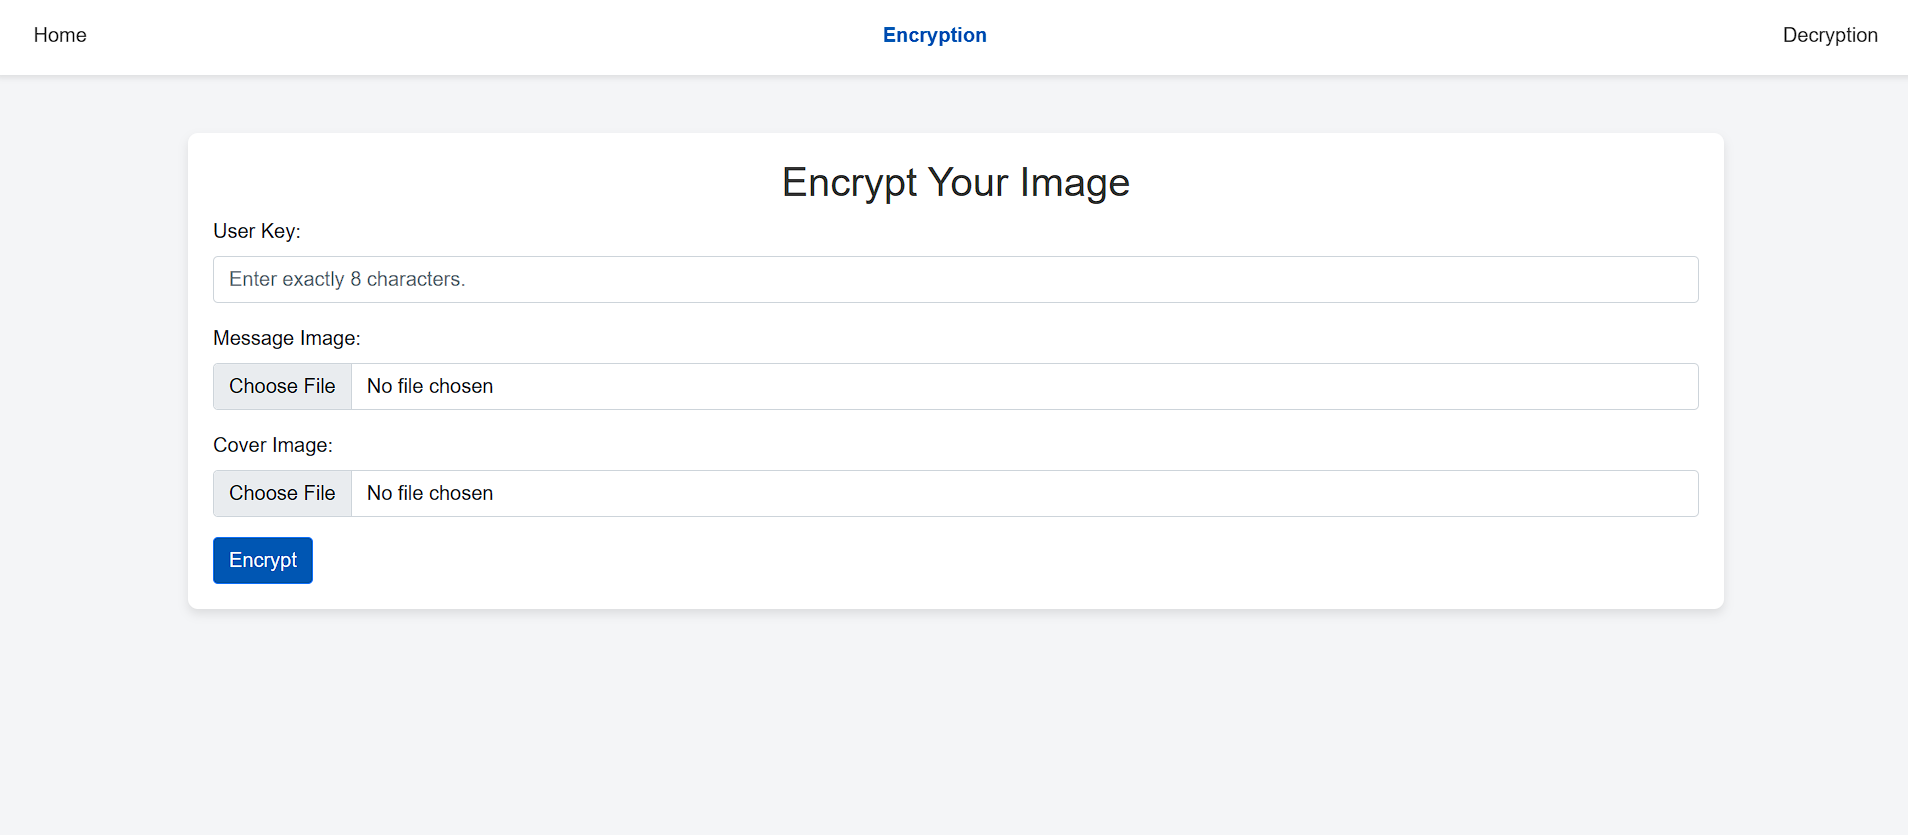 Home Encryption Decryption
Encrypt Your Image
User Key:
Enter exactly 8 characters.
Message Image:
Choose File No file chosen
Cover Image:
Choose File No file chosen
Encrypt